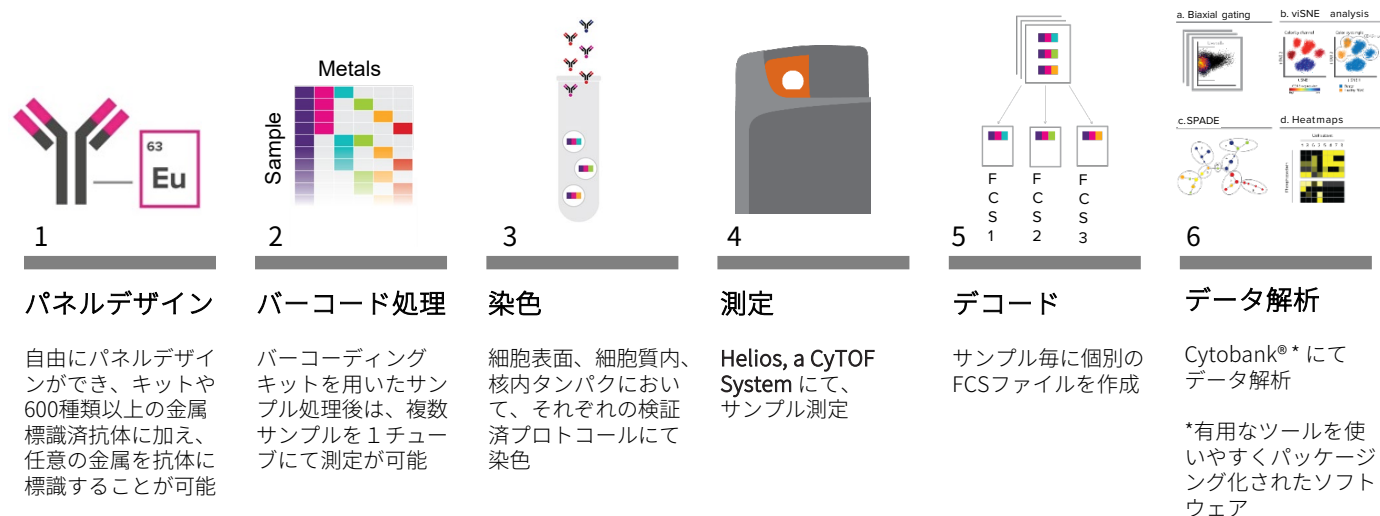 63
Eu
1
パネルデザイン
自由にパネルデザイ
ンができ、キットや
600種類以上の金属
標識済抗体に加え、
任意の金属を抗体に
標識することが可能
Metals
Sample
2
バーコード処理
バーコーディング
キットを用いたサン
プル処理後は、複数
サンプルを１チュー
ブにて測定が可能
3
染色
細胞表面、細胞質内、
核内タンパクにおい
て、それぞれの検証
済プロトコールにて
染色
4
測定
Helios, a CyTOF
System にて、
サンプル測定
F
C
S
1
F
C
S
2
F
C
S
3
5
デコード
サンプル毎に個別の
FCSファイルを作成
a. Biaxial gating
b. viSNE analysis
c.SPADE
d. Heatmaps
6
データ解析
Cytobank® * にて
データ解析
*有用なツールを使
いやすくパッケージ
ング化されたソフト
ウェア